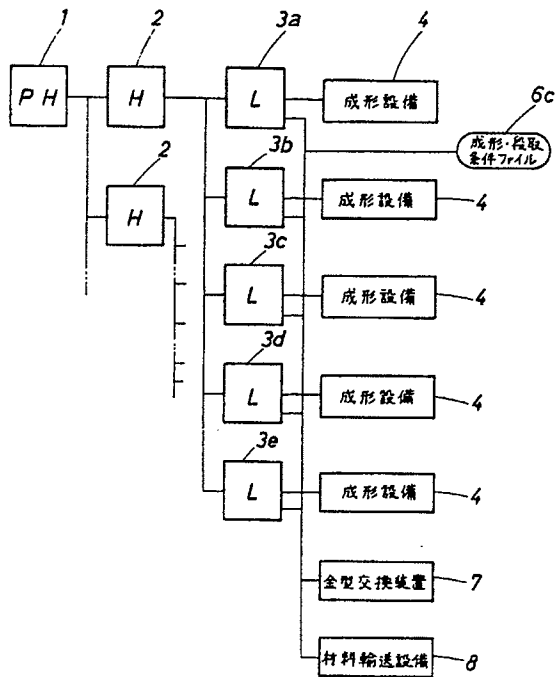 1
2
3a
4
PH
H
L
成形設備
6c
成形・段取
条件ファイル
3b
2
H
L
成形設備
4
3c
L
成形設備
4
3d
L
成形設備
4
3e
L
成形設備
4
金型交換装置
7
材料輸送設備
8